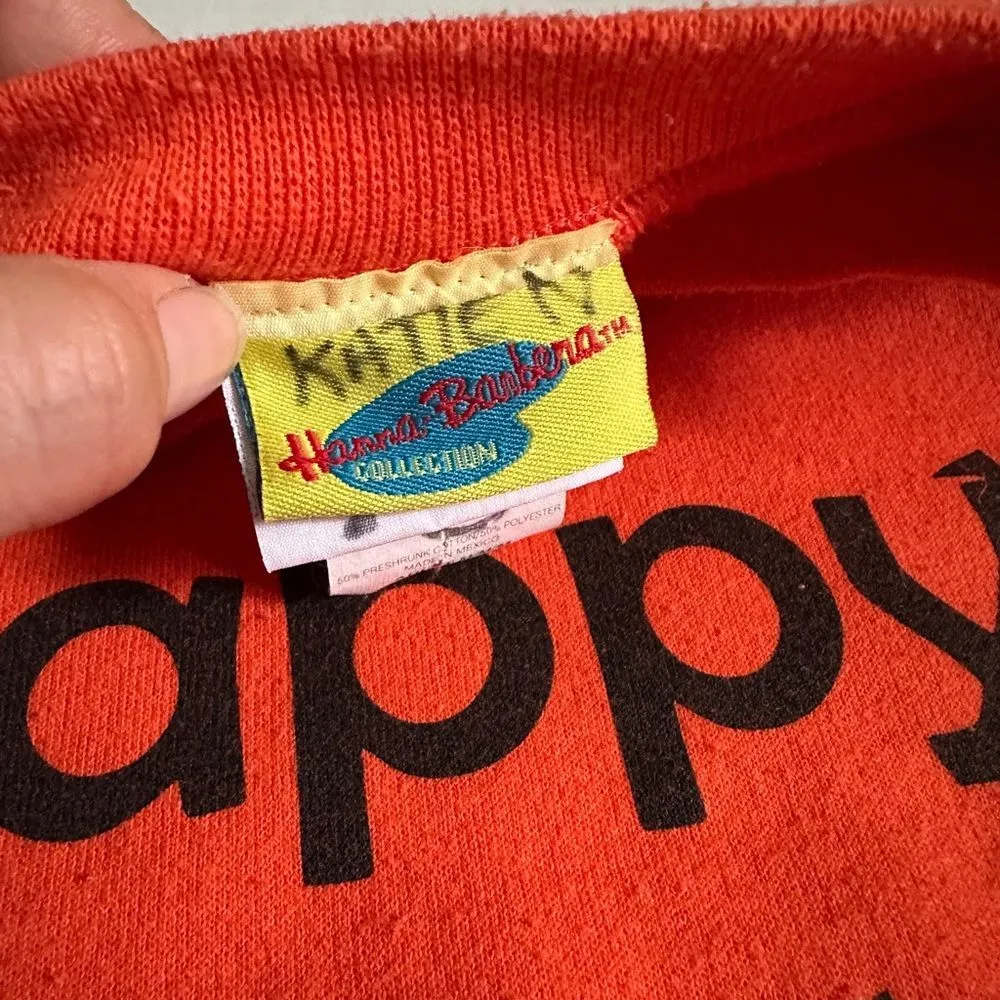 KATIE N
Hanna-Barbera™
COLLECTION
50% PRESHRUNK COTTON/50% POLYESTER
MADE IN MEXICO
appy